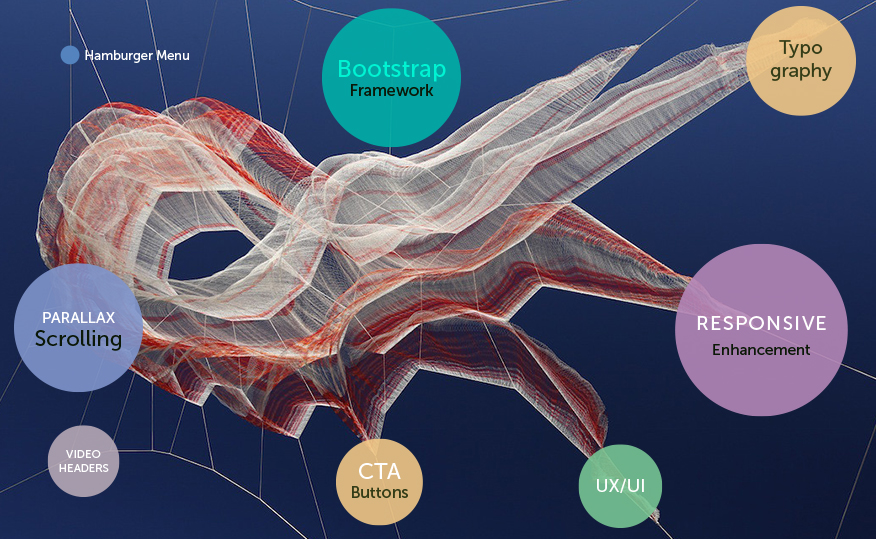 Hamburger Menu
Bootstrap
Framework
Typo
graphy
PARALLAX
Scrolling
RESPONSIVE
Enhancement
VIDEO
HEADERS
CTA
Buttons
UX/UI